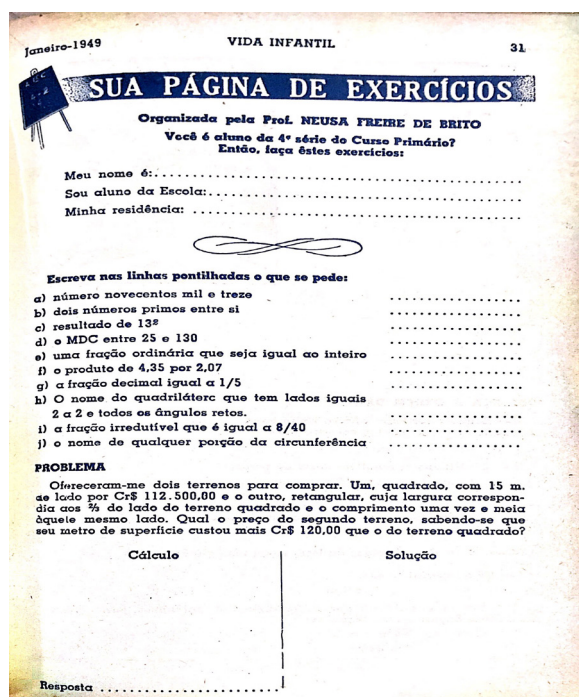 Janeiro-1949 VIDA INFANTIL 31
SUA PÁGINA DE EXERCÍCIOS
Organizada pela Prof. NEUSA FREIRE DE BRITO
Você é aluno da 4ª série do Curso Primário?
Então, faça êstes exercícios:
Meu nome é:..................................................
Sou aluno da Escola:..........................................
Minha residência: .............................................
Escreva nas linhas pontilhadas o que se pede:
a) número novecentos mil e treze ..................
b) dois números primos entre si ..................
c) resultado de 13² ..................
d) o MDC entre 25 e 130 ..................
e) uma fração ordinária que seja igual ao inteiro ..................
f) o produto de 4,35 por 2,07 ..................
g) a fração decimal igual a 1/5 ..................
h) O nome do quadriláterc que tem lados iguais
2 a 2 e todos os ângulos retos. ..................
i) a fração irredutível que é igual a 8/40 ..................
j) o nome de qualquer porção da circunferência ..................
PROBLEMA
Ofereceram-me dois terrenos para comprar. Um, quadrado, com 15 m.
de lado por Cr$ 112.500,00 e o outro, retangular, cuja largura correspon-
dia aos ⅔ do lado do terreno quadrado e o comprimento uma vez e meia
àquele mesmo lado. Qual o preço do segundo terreno, sabendo-se que
seu metro de superfície custou mais Cr$ 120,00 que o do terreno quadrado?
Cálculo Solução
Resposta ..........................